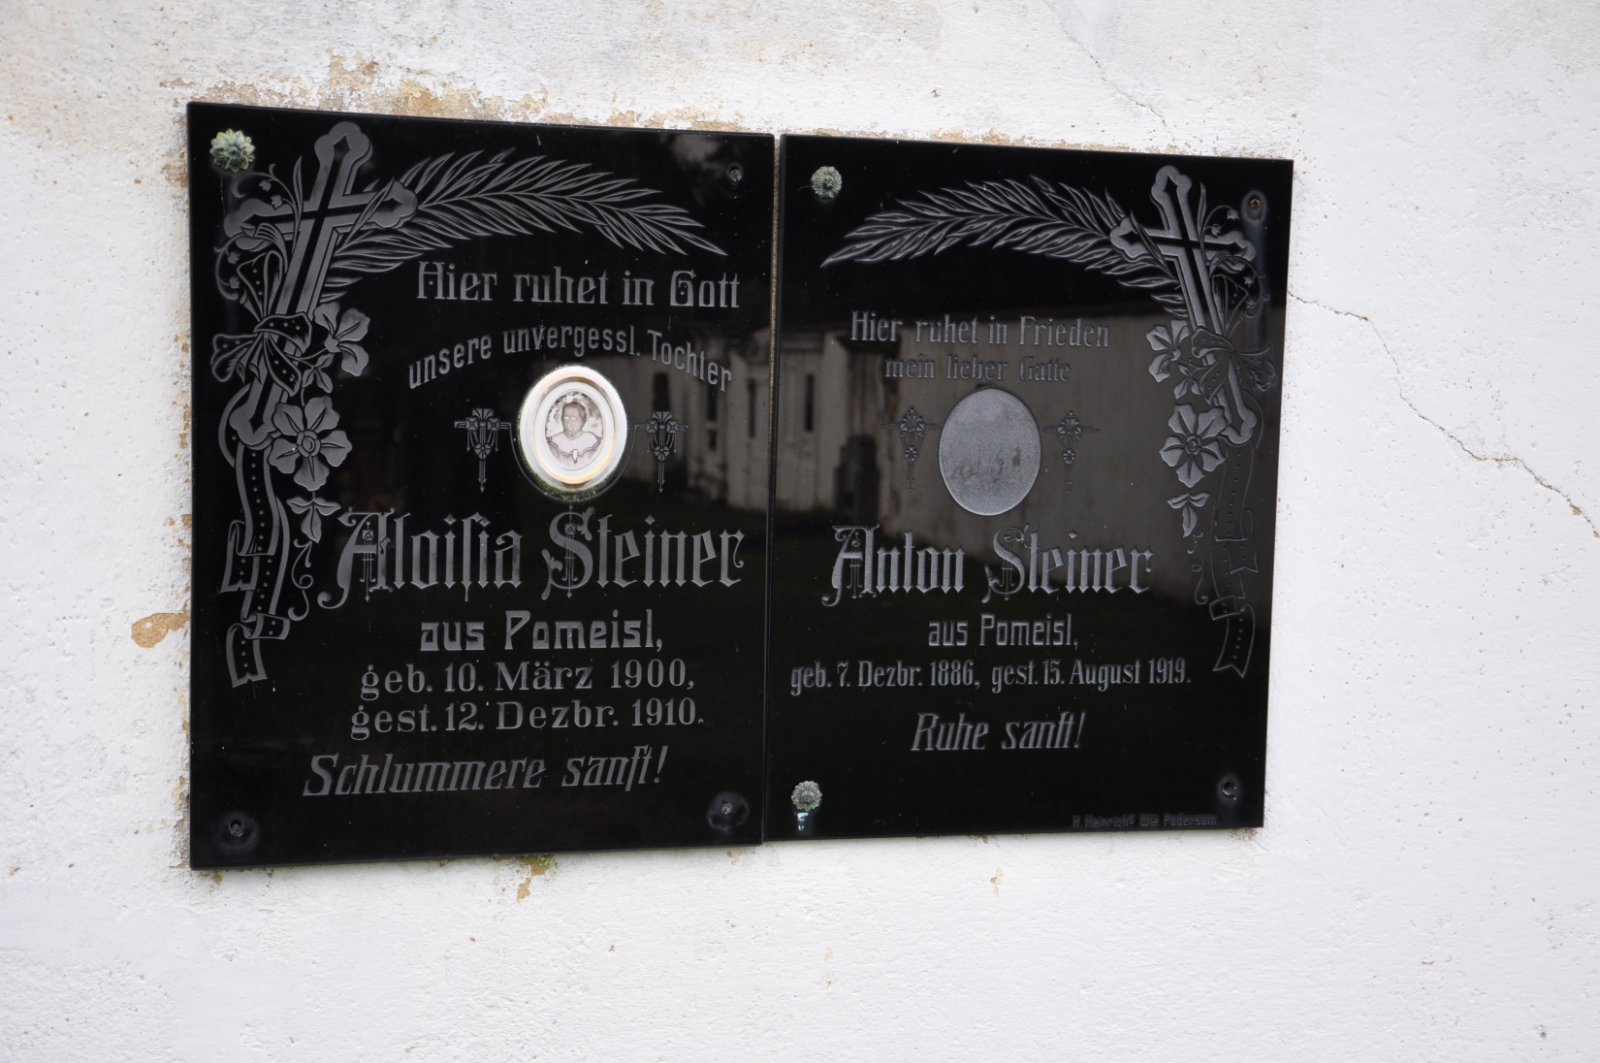 Hier ruhet in Gott
unsere unvergessl. Tochter
Aloiſia Steiner
aus Pomeisl,
geb. 10. März 1900,
gest. 12. Dezbr. 1910.
Schlummere sanft!
Hier ruhet in Frieden
mein lieber Gatte
Anton Steiner
aus Pomeisl,
geb. 7. Dezbr. 1886, gest. 15. August 1919.
Ruhe sanft!
Heinrichs Podersam